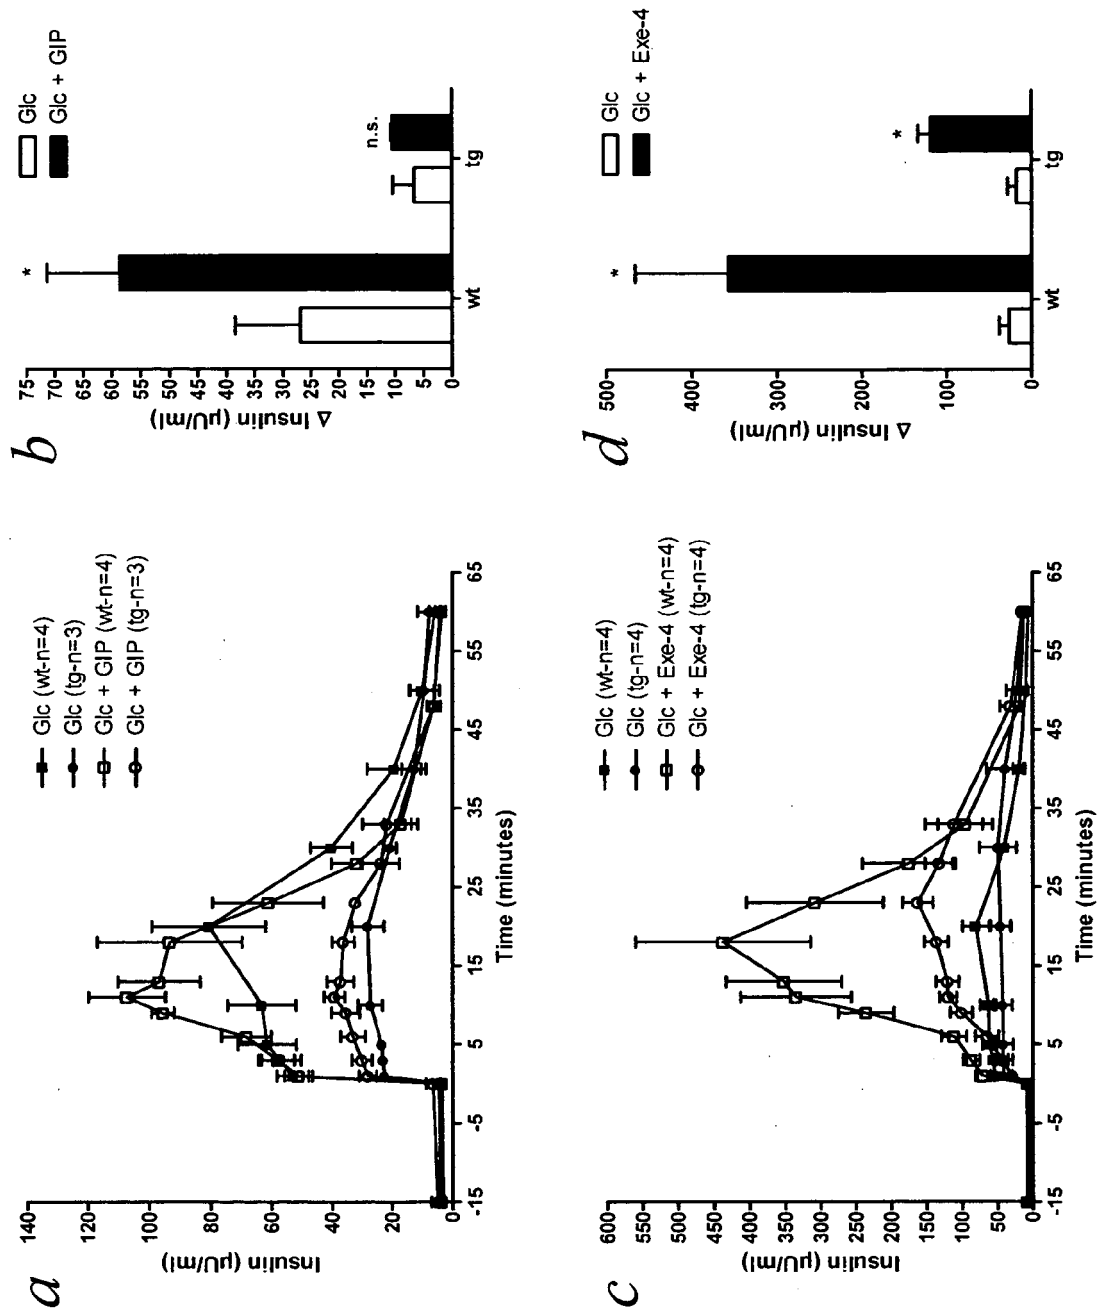 a
Insulin (µU/ml)
140
120
100
80
60
40
20
0
-15
-5
5
15
25
35
45
55
65
Time (minutes)
Glc (wt-n=4)
Glc (tg-n=3)
Glc + GIP (wt-n=4)
Glc + GIP (tg-n=3)
b
Δ Insulin (µU/ml)
75
70
65
60
55
50
45
40
35
30
25
20
15
10
5
0
wt
tg
*
n.s.
Glc
Glc + GIP
c
Insulin (µU/ml)
600
550
500
450
400
350
300
250
200
150
100
50
0
-15
-5
5
15
25
35
45
55
65
Time (minutes)
Glc (wt-n=4)
Glc (tg-n=4)
Glc + Exe-4 (wt-n=4)
Glc + Exe-4 (tg-n=4)
d
Δ Insulin (µU/ml)
500
400
300
200
100
0
wt
tg
*
*
Glc
Glc + Exe-4